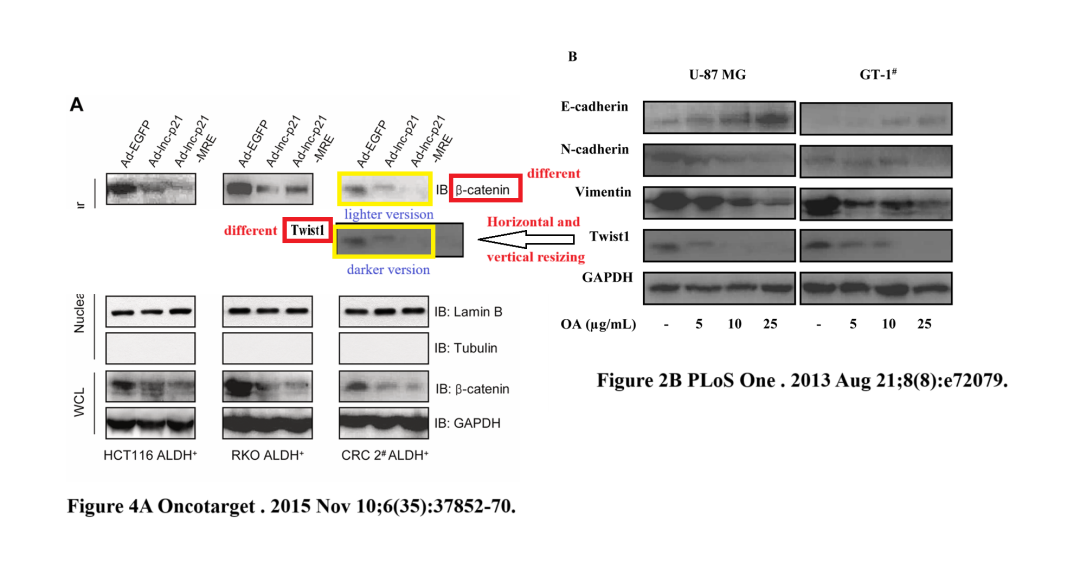 B
U-87 MG
GT-1#
E-cadherin
N-cadherin
Vimentin
Twist1
GAPDH
OA (µg/mL)
- 5 10 25 - 5 10 25
Figure 2B PLoS One . 2013 Aug 21;8(8):e72079.
A
Ad-EGFP
Ad-lnc-p21
Ad-lnc-p21
-MRE
Ad-EGFP
Ad-lnc-p21
Ad-lnc-p21
-MRE
Ad-EGFP
Ad-lnc-p21
Ad-lnc-p21
-MRE
different
IB β-catenin
lighter versison
different Twist1
Horizontal and
vertical resizing
darker version
Nuclea
IB: Lamin B
IB: Tubulin
WCL
IB: β-catenin
IB: GAPDH
HCT116 ALDH+ RKO ALDH+ CRC 2# ALDH+
Figure 4A Oncotarget . 2015 Nov 10;6(35):37852-70.